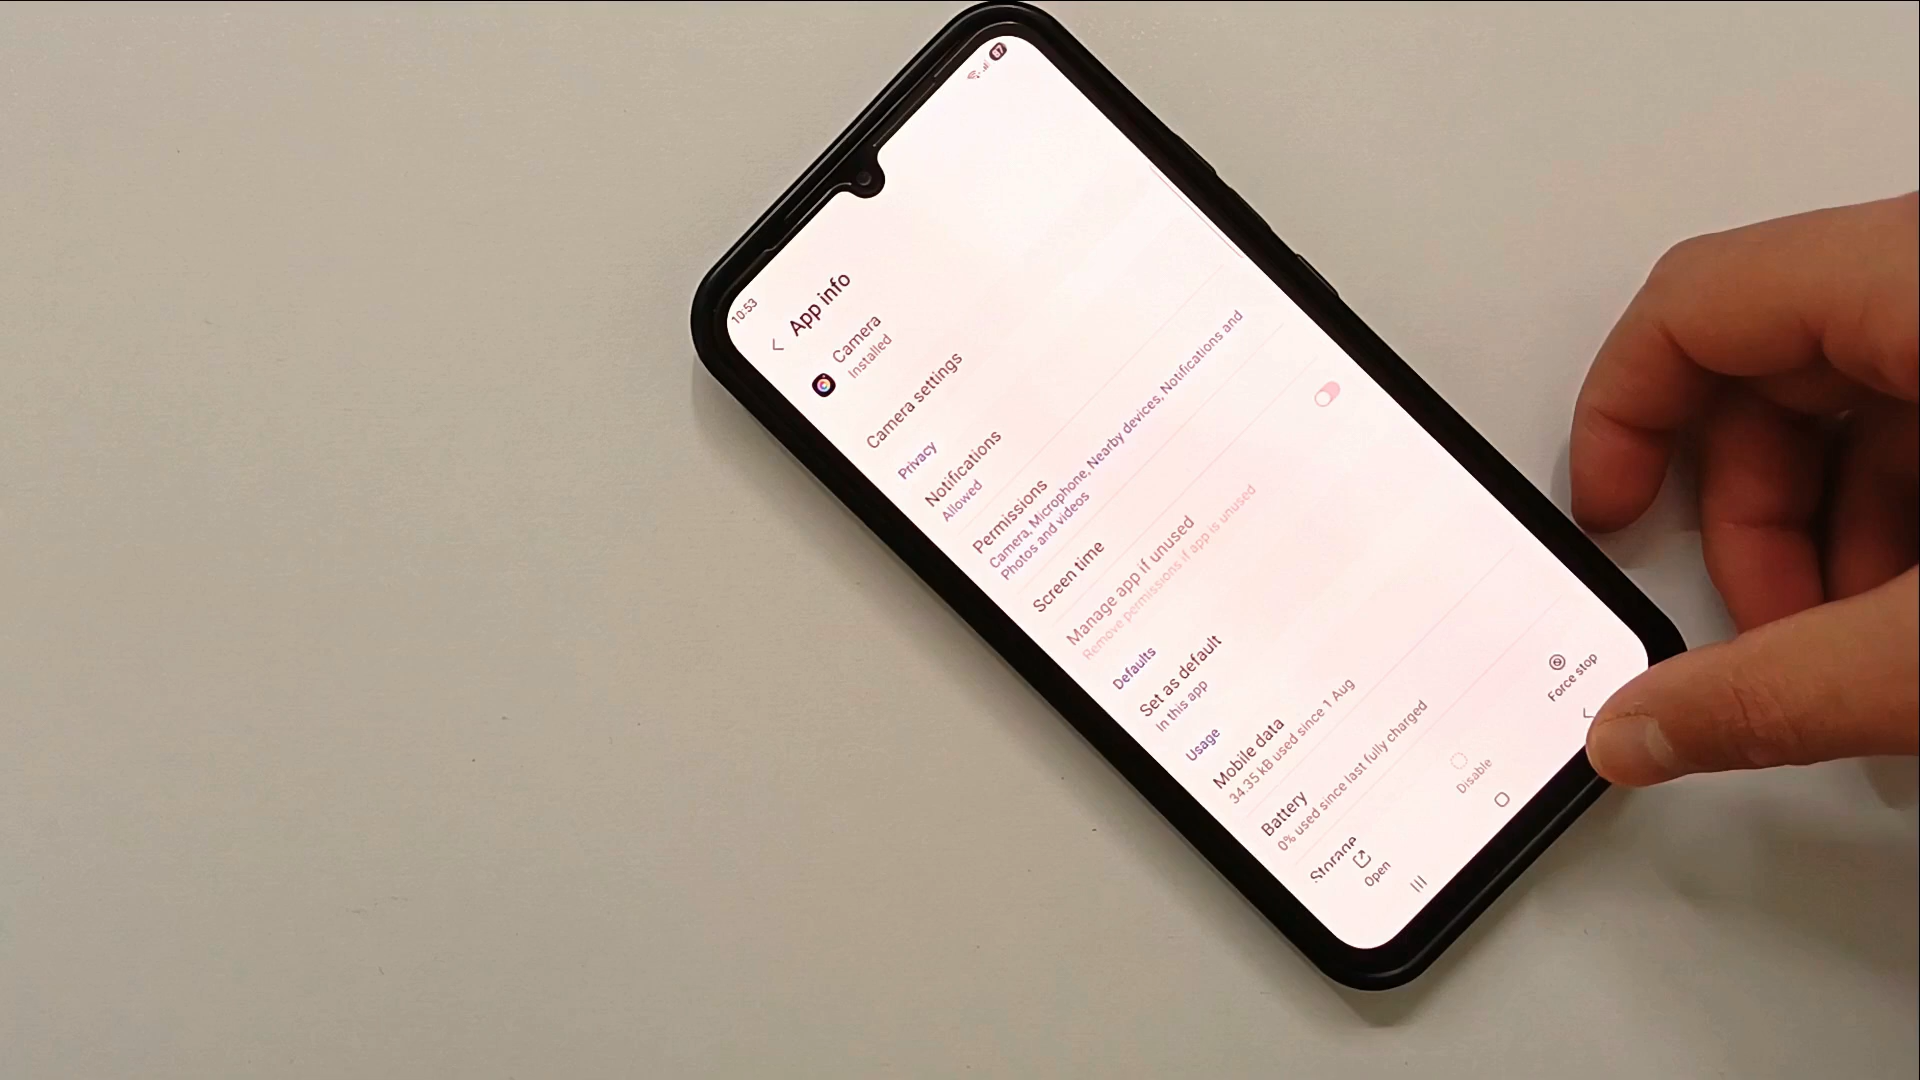 10:53
87
App info
Camera
Installed
Camera settings
Privacy
Notifications
Allowed
Permissions
Camera, Microphone, Nearby devices, Notifications and
Photos and videos
Screen time
Manage app if unused
Remove permissions if app is unused
Defaults
Set as default
In this app
Usage
Mobile data
34.35 kB used since 1 Aug
Battery
0% used since last fully charged
Storage
Open
Disable
Force stop